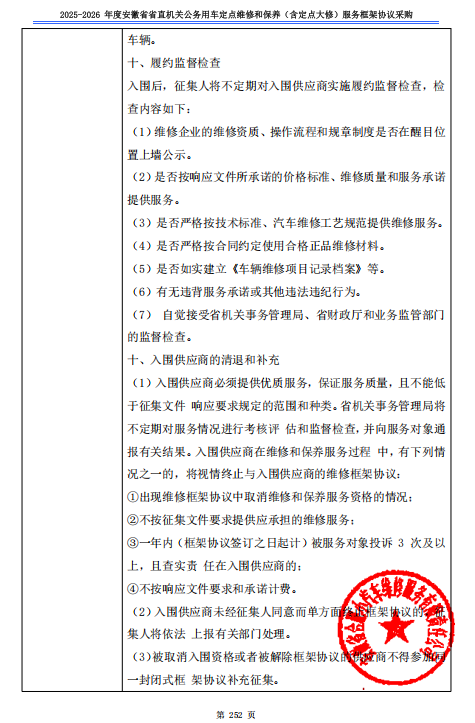 2025-2026 年度安徽省省直机关公务用车定点维修和保养（含定点大修）服务框架协议采购
车辆。
十、履约监督检查
入围后，征集人将不定期对入围供应商实施履约监督检查，检
查内容如下：
（1）维修企业的维修资质、操作流程和规章制度是否在醒目位
置上墙公示。
（2）是否按响应文件所承诺的价格标准、维修质量和服务承诺
提供服务。
（3）是否严格按技术标准、汽车维修工艺规范提供维修服务。
（4）是否严格按合同约定使用合格正品维修材料。
（5）是否如实建立《车辆维修项目记录档案》等。
（6）有无违背服务承诺或其他违法违纪行为。
（7） 自觉接受省机关事务管理局、省财政厅和业务监管部门
的监督检查。
十、入围供应商的清退和补充
（1）入围供应商必须提供优质服务，保证服务质量，且不能低
于征集文件 响应要求规定的范围和种类。省机关事务管理局将
不定期对服务情况进行考核评 估和监督检查，并向服务对象通
报有关结果。入围供应商在维修和保养服务过程 中，有下列情
况之一的，将视情终止与入围供应商的维修框架协议：
①出现维修框架协议中取消维修和保养服务资格的情况；
②不按征集文件要求提供应承担的维修服务；
③一年内（框架协议签订之日起计）被服务对象投诉 3 次及以
上，且查实责 任在入围供应商的；
④不按响应文件要求和承诺计费。
（2）入围供应商未经征集人同意而单方面终止框架协议的，征
集人将依法 上报有关部门处理。
（3）被取消入围资格或者被解除框架协议的供应商不得参加同
一封闭式框 架协议补充征集。
第 252 页